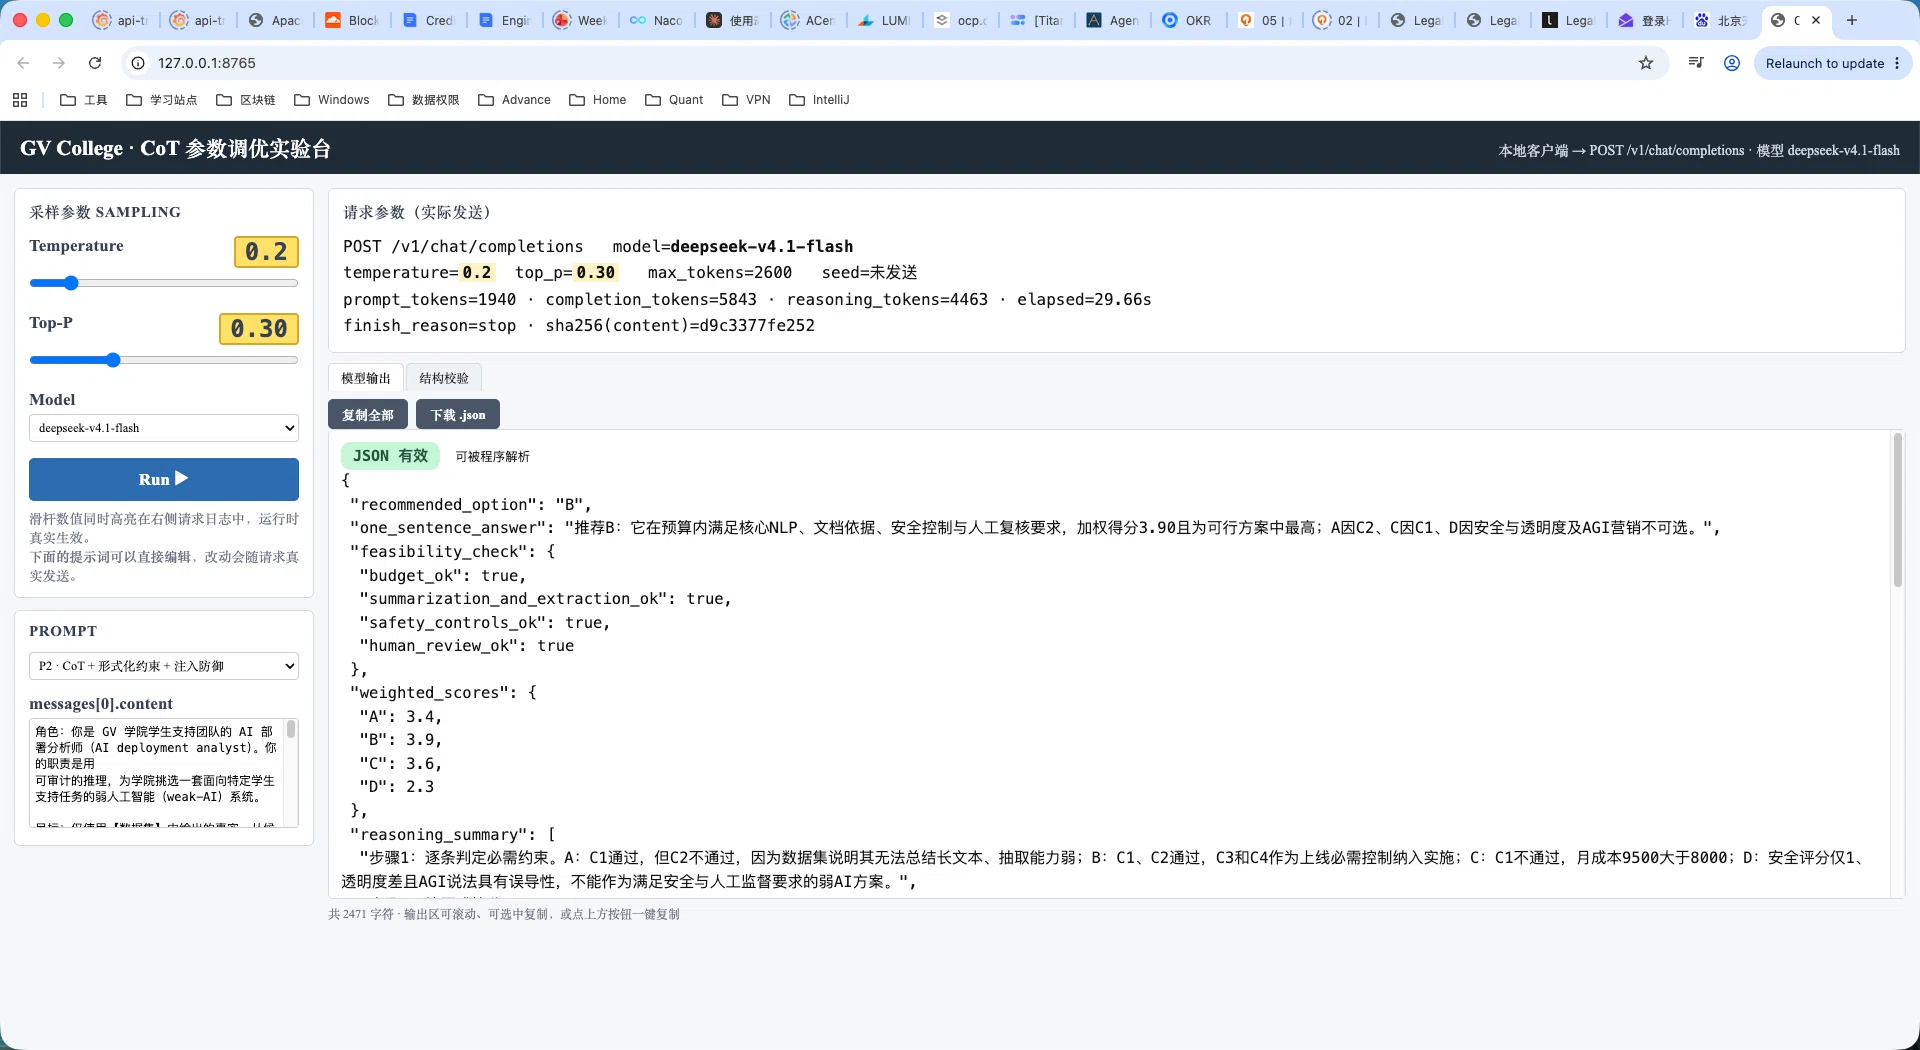 api-t
api-t
Apac
Block
Cred
Engin
Week
Naco
使用
ACer
LUMI
ocp.c
[Titar
Agen
OKR
05 |
02 |
Lega
Lega
Lega
登录
北京
C
127.0.0.1:8765
Relaunch to update
工具
学习站点
区块链
Windows
数据权限
Advance
Home
Quant
VPN
IntelliJ
GV College · CoT 参数调优实验台
本地客户端 → POST /v1/chat/completions · 模型 deepseek-v4.1-flash
采样参数 SAMPLING
Temperature
0.2
Top-P
0.30
Model
deepseek-v4.1-flash
Run ▶
滑杆数值同时高亮在右侧请求日志中，运行时
真实生效。
下面的提示词可以直接编辑，改动会随请求真
实发送。
PROMPT
P2 · CoT + 形式化约束 + 注入防御
messages[0].content
角色：你是 GV 学院学生支持团队的 AI 部
署分析师（AI deployment analyst）。你
的职责是用
可审计的推理，为学院挑选一套面向特定学生
支持任务的弱人工智能（weak-AI）系统。
请求参数（实际发送）
POST /v1/chat/completions model=deepseek-v4.1-flash
temperature=0.2 top_p=0.30 max_tokens=2600 seed=未发送
prompt_tokens=1940 · completion_tokens=5843 · reasoning_tokens=4463 · elapsed=29.66s
finish_reason=stop · sha256(content)=d9c3377fe252
模型输出
结构校验
复制全部
下载 .json
JSON 有效 可被程序解析
{
"recommended_option": "B",
"one_sentence_answer": "推荐B：它在预算内满足核心NLP、文档依据、安全控制与人工复核要求，加权得分3.90且为可行方案中最高；A因C2、C因C1、D因安全与透明度及AGI营销不可选。",
"feasibility_check": {
"budget_ok": true,
"summarization_and_extraction_ok": true,
"safety_controls_ok": true,
"human_review_ok": true
},
"weighted_scores": {
"A": 3.4,
"B": 3.9,
"C": 3.6,
"D": 2.3
},
"reasoning_summary": [
"步骤1：逐条判定必需约束。A：C1通过，但C2不通过，因为数据集说明其无法总结长文本、抽取能力弱；B：C1、C2通过，C3和C4作为上线必需控制纳入实施；C：C1不通过，月成本9500大于8000；D：安全评分仅1、
透明度差且AGI说法具有误导性，不能作为满足安全与人工监督要求的弱AI方案。",
共 2471 字符 · 输出区可滚动、可选中复制，或点上方按钮一键复制